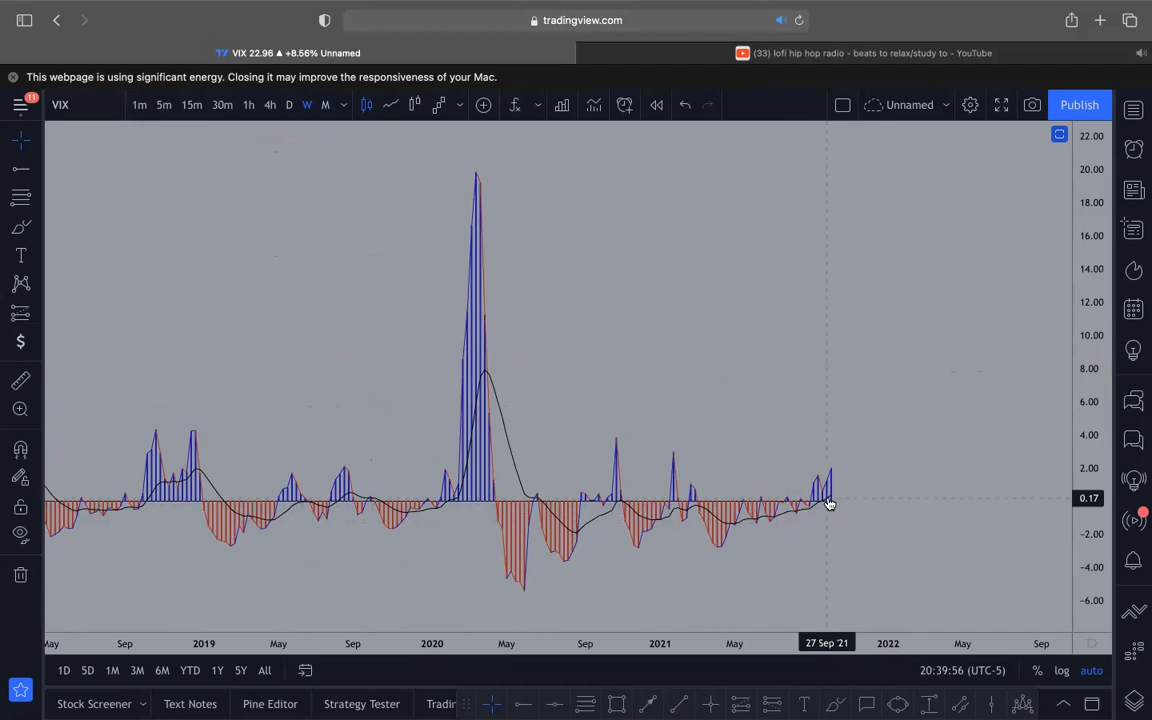 tradingview.com
VIX 22.96 ▲ +8.56% Unnamed
(33) lofi hip hop radio - beats to relax/study to - YouTube
This webpage is using significant energy. Closing it may improve the responsiveness of your Mac.
11
VIX
1m 5m 15m 30m 1h 4h D W M
Unnamed
Publish
22.00
20.00
18.00
16.00
14.00
12.00
10.00
8.00
6.00
4.00
2.00
0.17
−2.00
−4.00
−6.00
May Sep 2019 May Sep 2020 May Sep 2021 May 27 Sep '21 2022 May Sep
1D 5D 1M 3M 6M YTD 1Y 5Y All
20:39:56 (UTC-5) % log auto
Stock Screener Text Notes Pine Editor Strategy Tester Tradin